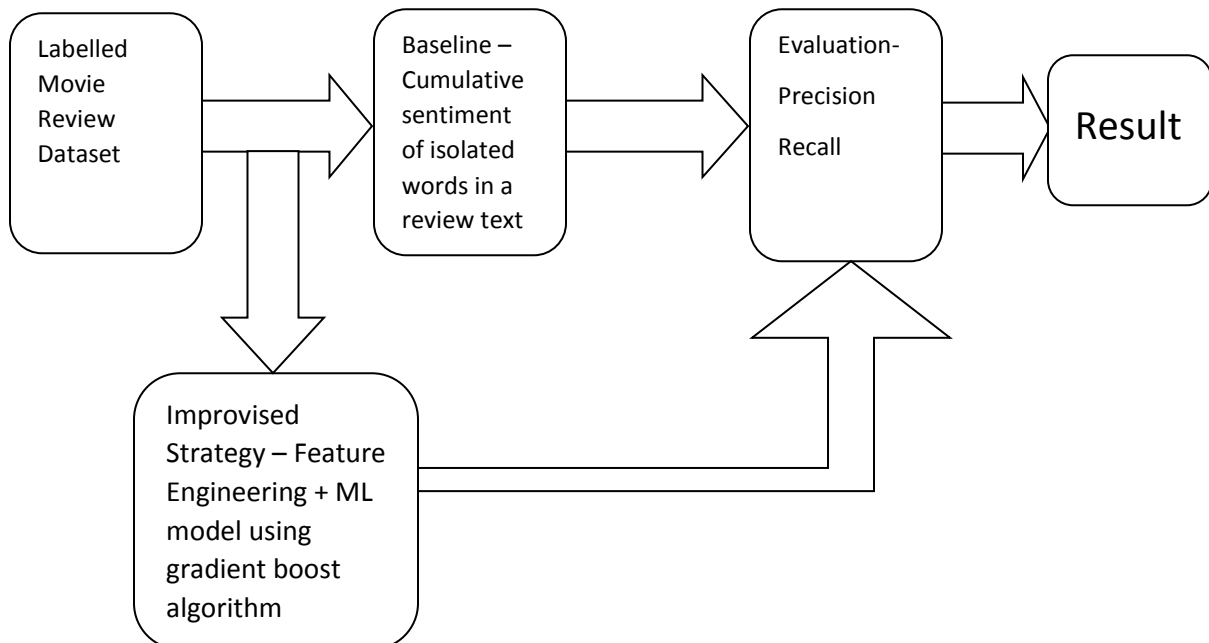 Labelled
Movie
Review
Dataset
Baseline –
Cumulative
sentiment
of isolated
words in a
review text
Evaluation-
Precision
Recall
Result
Improvised
Strategy – Feature
Engineering + ML
model using
gradient boost
algorithm